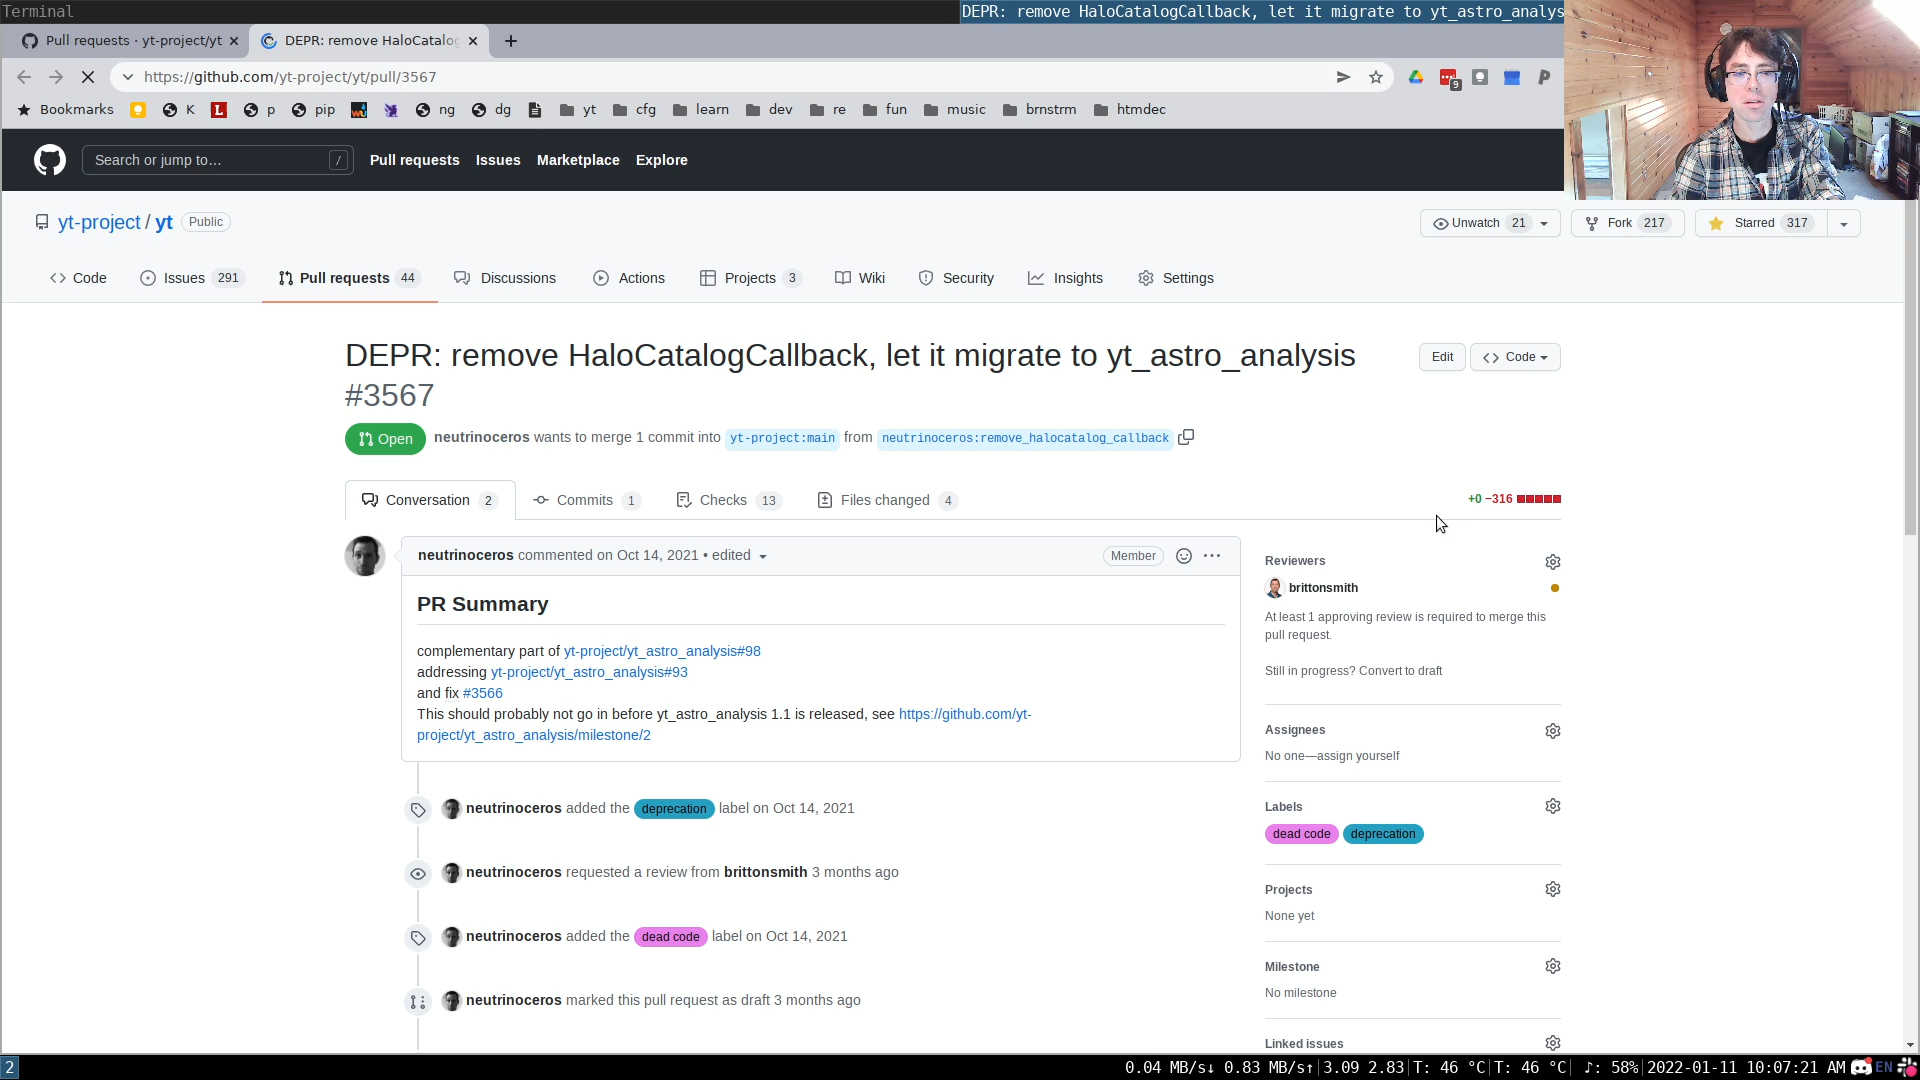 Terminal
DEPR: remove HaloCatalogCallback, let it migrate to yt_astro_analys
Pull requests · yt-project/yt
DEPR: remove HaloCatalo
https://github.com/yt-project/yt/pull/3567
9
Bookmarks K L p pip ng dg yt cfg learn dev re fun music brnstrm htmdec
Search or jump to… /
Pull requests Issues Marketplace Explore
yt-project / yt Public
Unwatch 21 Fork 217 Starred 317
Code Issues 291 Pull requests 44 Discussions Actions Projects 3 Wiki Security Insights Settings
DEPR: remove HaloCatalogCallback, let it migrate to yt_astro_analysis
#3567
Edit Code
Open neutrinoceros wants to merge 1 commit into yt-project:main from neutrinoceros:remove_halocatalog_callback
Conversation 2 Commits 1 Checks 13 Files changed 4
+0 −316
neutrinoceros commented on Oct 14, 2021 • edited
Member
PR Summary
complementary part of yt-project/yt_astro_analysis#98
addressing yt-project/yt_astro_analysis#93
and fix #3566
This should probably not go in before yt_astro_analysis 1.1 is released, see https://github.com/yt-
project/yt_astro_analysis/milestone/2
neutrinoceros added the deprecation label on Oct 14, 2021
neutrinoceros requested a review from brittonsmith 3 months ago
neutrinoceros added the dead code label on Oct 14, 2021
neutrinoceros marked this pull request as draft 3 months ago
Reviewers
brittonsmith
At least 1 approving review is required to merge this
pull request.
Still in progress? Convert to draft
Assignees
No one—assign yourself
Labels
dead code deprecation
Projects
None yet
Milestone
No milestone
Linked issues
2
0.04 MB/s↓ 0.83 MB/s↑ 3.09 2.83 T: 46 °C T: 46 °C ♪: 58% 2022-01-11 10:07:21 AM EN